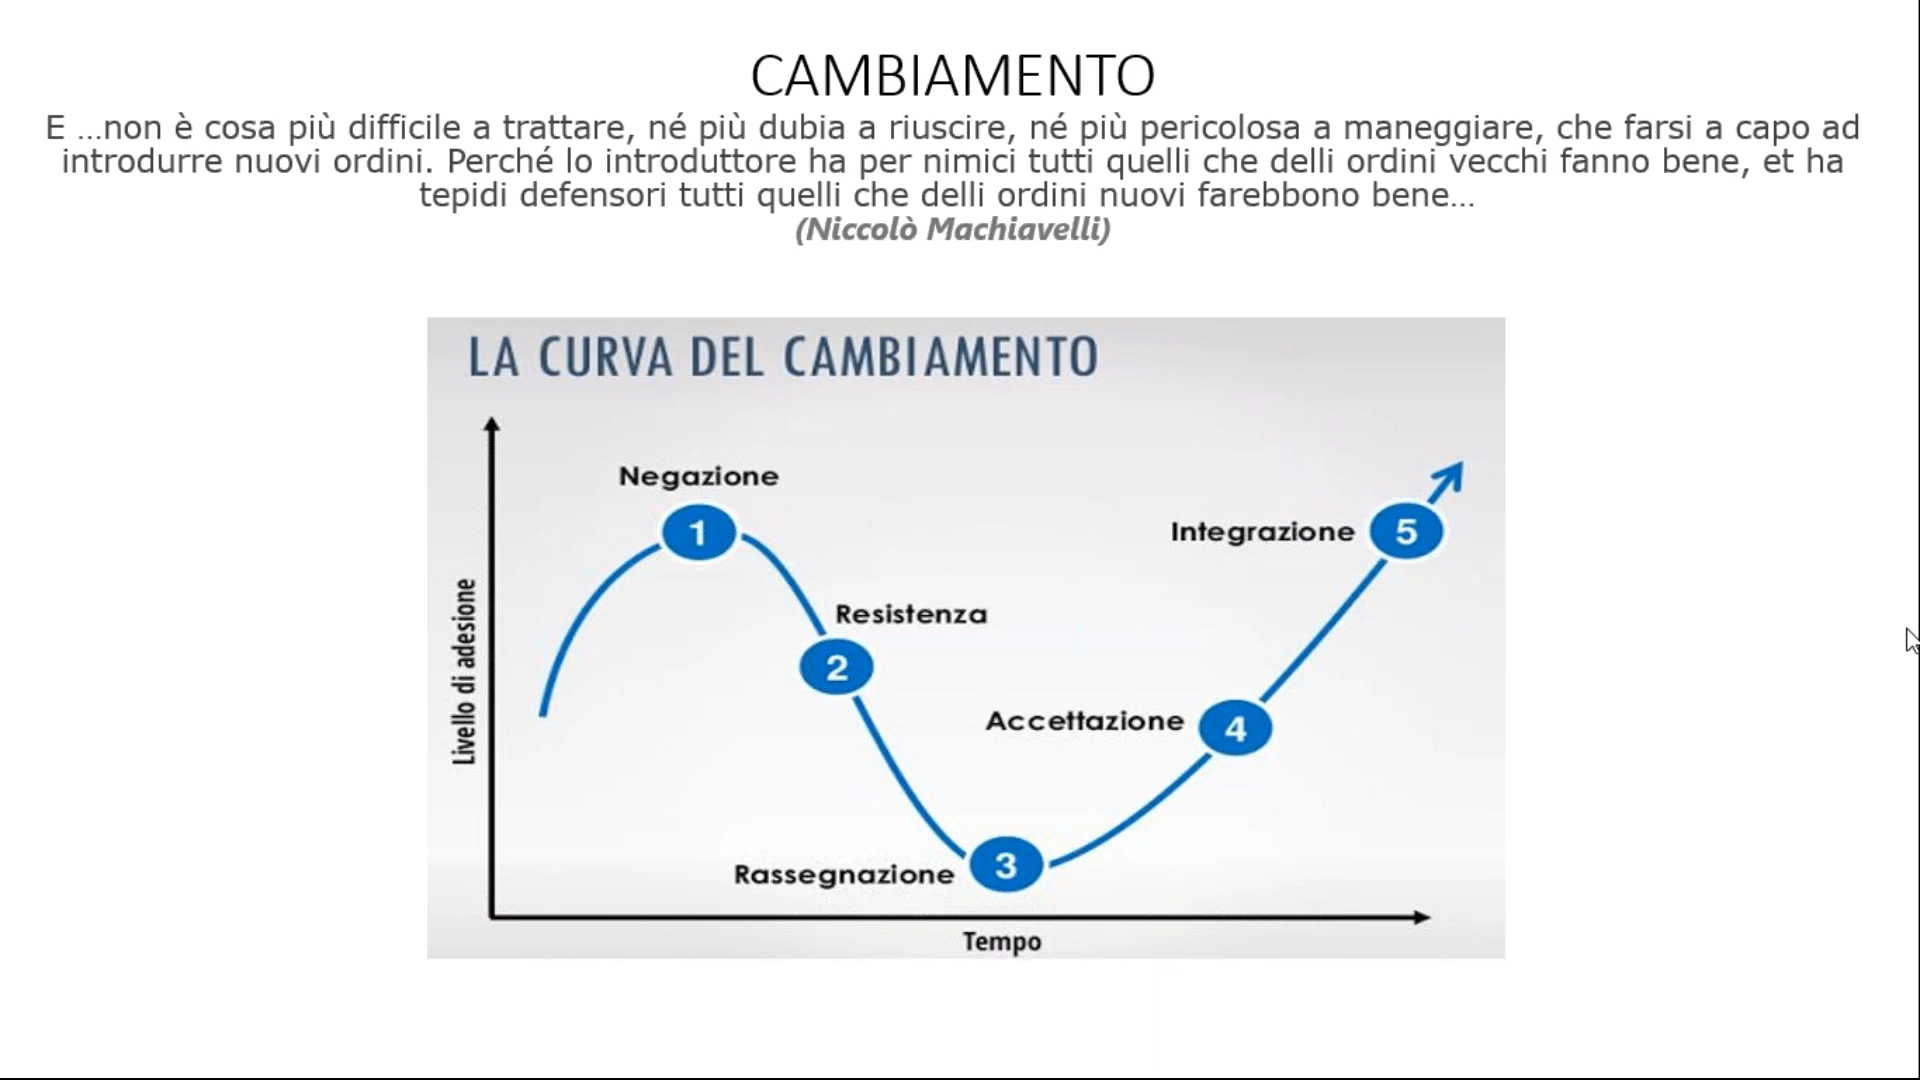 CAMBIAMENTO
E ...non è cosa più difficile a trattare, né più dubia a riuscire, né più pericolosa a maneggiare, che farsi a capo ad
introdurre nuovi ordini. Perché lo introduttore ha per nimici tutti quelli che delli ordini vecchi fanno bene, et ha
tepidi defensori tutti quelli che delli ordini nuovi farebbono bene...
(Niccolò Machiavelli)
LA CURVA DEL CAMBIAMENTO
Negazione
1
Integrazione 5
Resistenza
2
Accettazione 4
Rassegnazione 3
Livello di adesione
Tempo